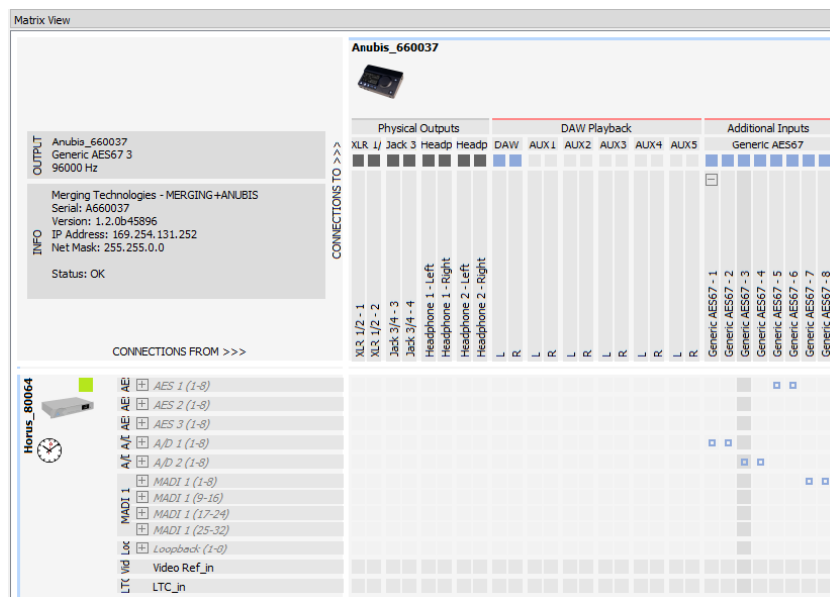 Matrix View
Anubis_660037
Physical Outputs
DAW Playback
Additional Inputs
XLR 1/
Jack 3
Headp
Headp
DAW
AUX1
AUX2
AUX3
AUX4
AUX5
Generic AES67
OUTPUT
Anubis_660037
Generic AES67 3
96000 Hz
INFO
Merging Technologies - MERGING+ANUBIS
Serial: A660037
Version: 1.2.0b45896
IP Address: 169.254.131.252
Net Mask: 255.255.0.0
Status: OK
CONNECTIONS TO >>>
CONNECTIONS FROM >>>
XLR 1/2 - 1
XLR 1/2 - 2
Jack 3/4 - 3
Jack 3/4 - 4
Headphone 1 - Left
Headphone 1 - Right
Headphone 2 - Left
Headphone 2 - Right
L
R
L
R
L
R
L
R
L
R
L
R
Generic AES67 - 1
Generic AES67 - 2
Generic AES67 - 3
Generic AES67 - 4
Generic AES67 - 5
Generic AES67 - 6
Generic AES67 - 7
Generic AES67 - 8
Horus_80064
AES
AES 1 (1-8)
AES
AES 2 (1-8)
AES
AES 3 (1-8)
A/D
A/D 1 (1-8)
A/D
A/D 2 (1-8)
MADI 1
MADI 1 (1-8)
MADI 1 (9-16)
MADI 1 (17-24)
MADI 1 (25-32)
Loc
Loopback (1-0)
Vid
Video Ref_in
LTC
LTC_in